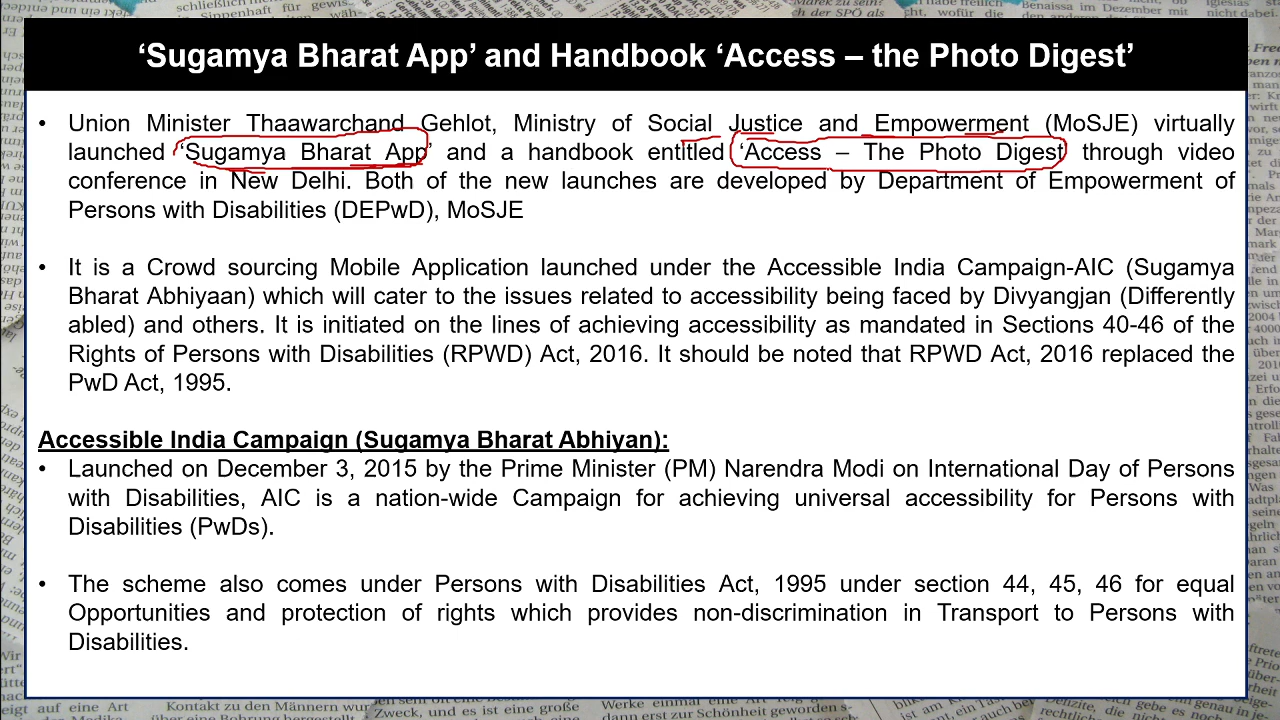 ‘Sugamya Bharat App’ and Handbook ‘Access – the Photo Digest’
• Union Minister Thaawarchand Gehlot, Ministry of Social Justice and Empowerment (MoSJE) virtually
launched ‘Sugamya Bharat App’ and a handbook entitled ‘Access – The Photo Digest’ through video
conference in New Delhi. Both of the new launches are developed by Department of Empowerment of
Persons with Disabilities (DEPwD), MoSJE
• It is a Crowd sourcing Mobile Application launched under the Accessible India Campaign-AIC (Sugamya
Bharat Abhiyaan) which will cater to the issues related to accessibility being faced by Divyangjan (Differently
abled) and others. It is initiated on the lines of achieving accessibility as mandated in Sections 40-46 of the
Rights of Persons with Disabilities (RPWD) Act, 2016. It should be noted that RPWD Act, 2016 replaced the
PwD Act, 1995.
Accessible India Campaign (Sugamya Bharat Abhiyan):
• Launched on December 3, 2015 by the Prime Minister (PM) Narendra Modi on International Day of Persons
with Disabilities, AIC is a nation-wide Campaign for achieving universal accessibility for Persons with
Disabilities (PwDs).
• The scheme also comes under Persons with Disabilities Act, 1995 under section 44, 45, 46 for equal
Opportunities and protection of rights which provides non-discrimination in Transport to Persons with
Disabilities.